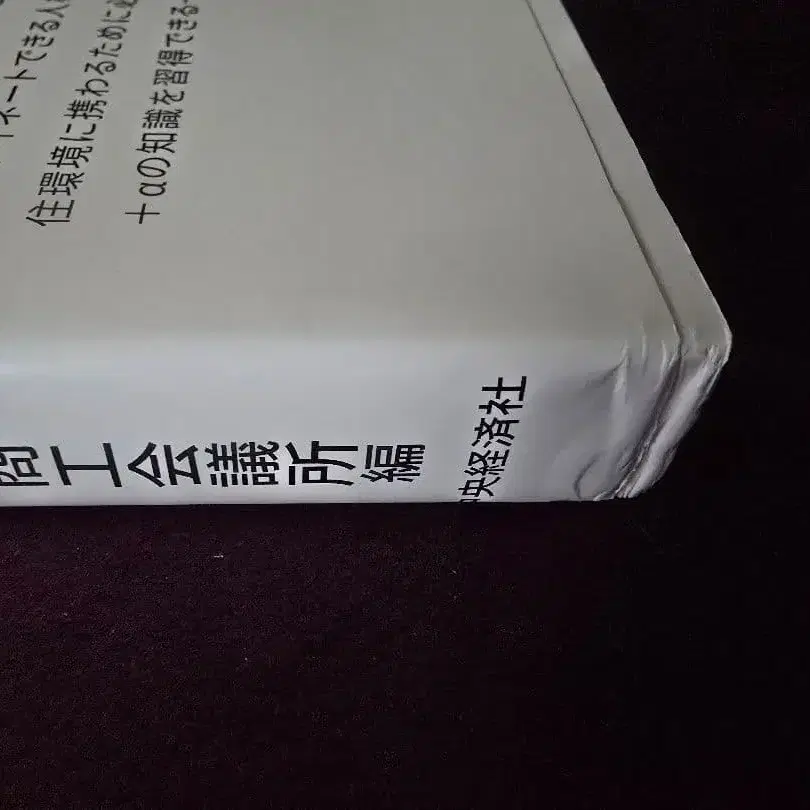 ネートできる人
住環境に携わるために必
+αの知識を習得できる
商工会議所編
中央経済社